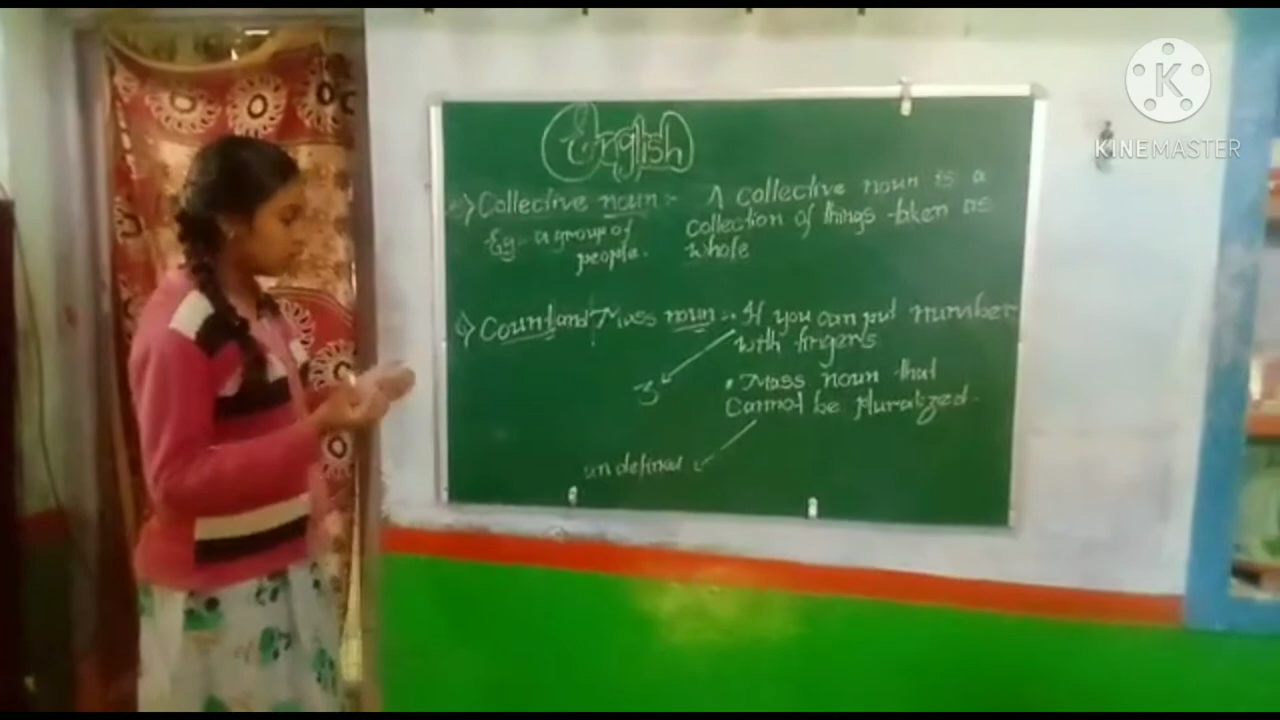 English
Collective noun :- A collective noun is a
collection of things taken as
whole
Eg - a group of
people.
4) Count and Mass noun :- If you can put number
with fingers
3
• Mass noun that
Cannot be pluralized.
undefined
K
KINEMASTER